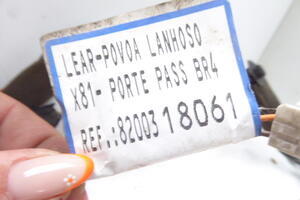 LEAR-POVOA LANHOSO
X81- PORTE PASS BR4
REF.:8200318061